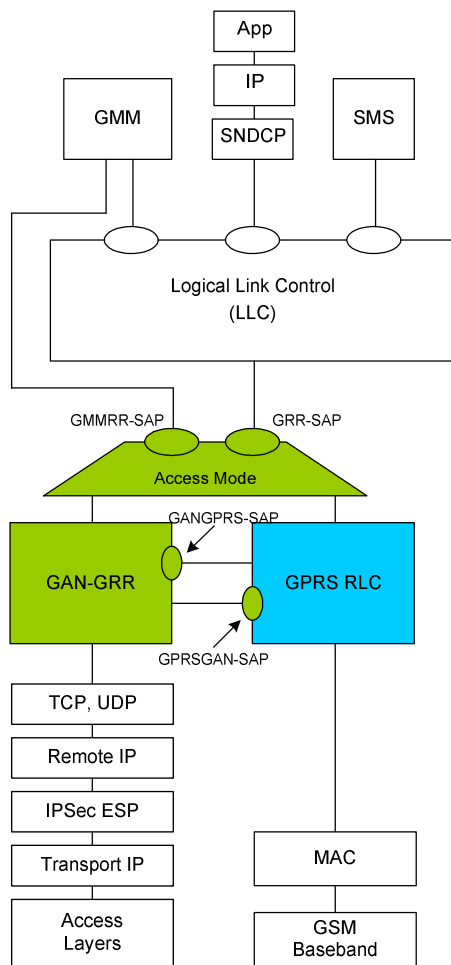 App
IP
GMM
SMS
SNDCP
Logical Link Control
(LLC)
GMMRR-SAP
GRR-SAP
Access Mode
GANGPRS-SAP
GAN-GRR
GPRS RLC
GPRSGAN-SAP
TCP, UDP
Remote IP
IPSec ESP
Transport IP
MAC
Access
Layers
GSM
Baseband